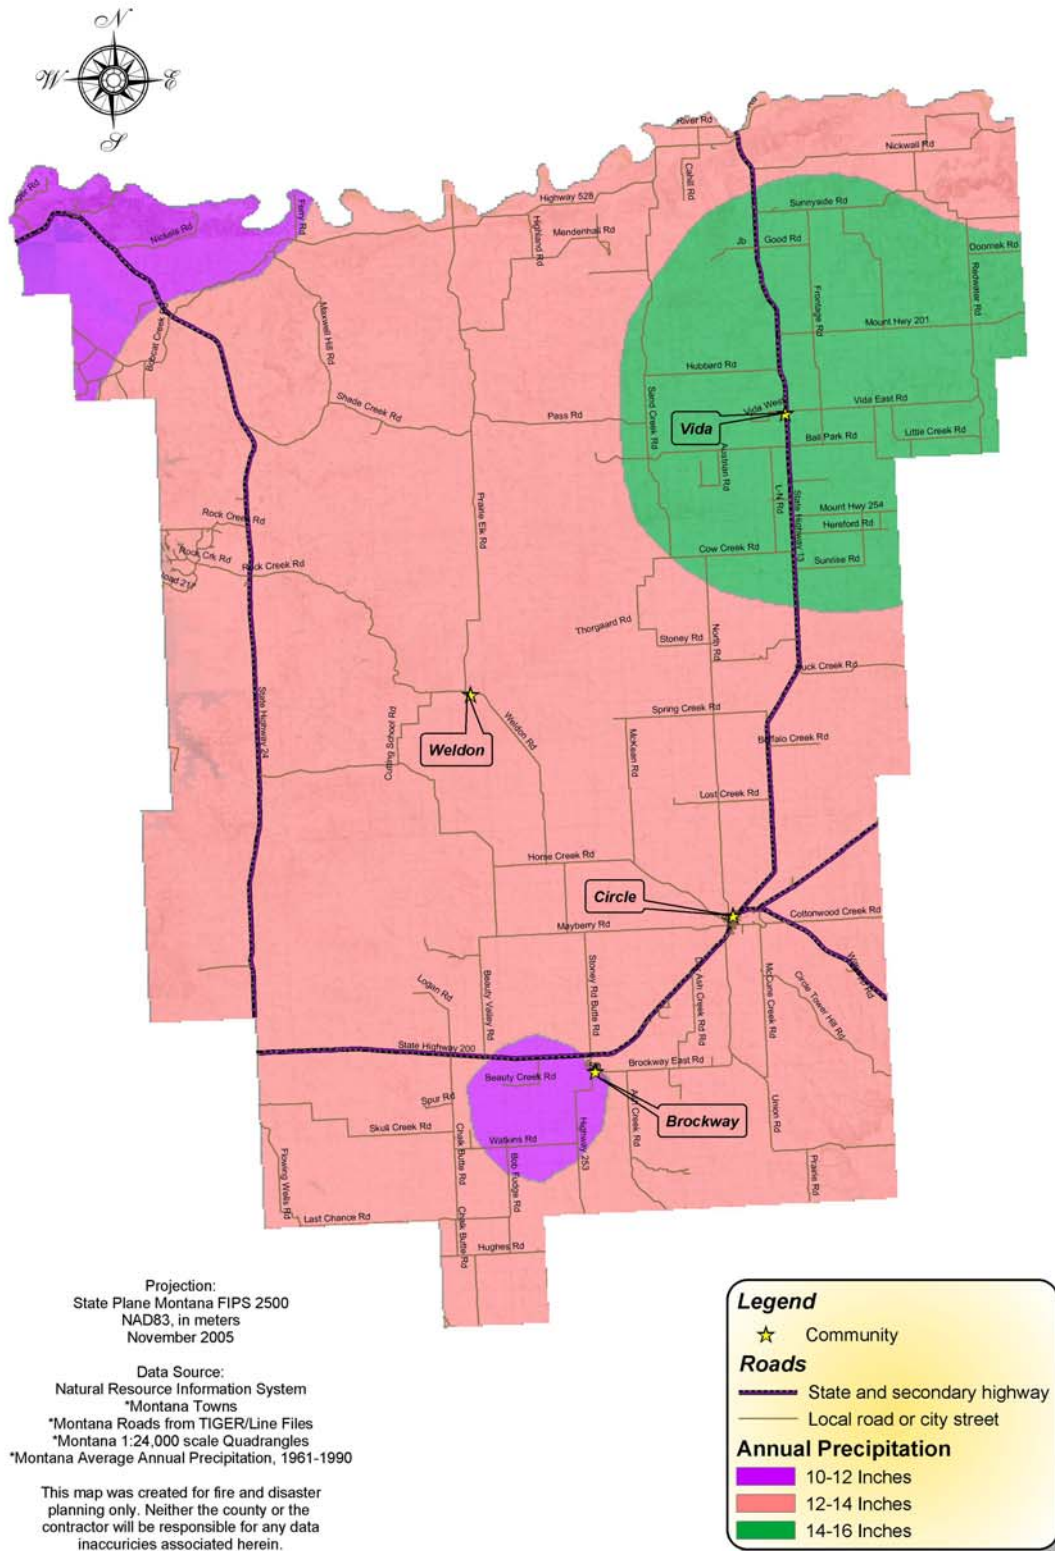 N
W
E
S
River Rd
Nickwall Rd
Cahill Rd
Highway 528
Sunnyside Rd
Ferry Rd
Nickels Rd
Highland Rd
Mendenhall Rd
Jb
Good Rd
Doornek Rd
Redwater Rd
Frontage Rd
Mount Hwy 201
Bobcat Creek Rd
Maxwell Hill Rd
Hubbard Rd
Sand Creek Rd
Shade Creek Rd
Pass Rd
Vida West
Vida East Rd
Vida
Ball Park Rd
Little Creek Rd
Austrian Rd
L-N Rd
State Highway 13
Mount Hwy 254
Hereford Rd
Prairie Elk Rd
Rock Creek Rd
Rock Crk Rd
Rock Creek Rd
Cow Creek Rd
Sunrise Rd
Thorgaard Rd
Stoney Rd
North Rd
State Highway 24
Cutting School Rd
Weldon Rd
Weldon
Spring Creek Rd
McKean Rd
Lost Creek Rd
Horse Creek Rd
Circle
Mayberry Rd
Cottonwood Creek Rd
Logan Rd
Beauty Valley Rd
Stoney Rd Butte Rd
McCune Creek Rd
Circle Tower Hill Rd
State Highway 200
Beauty Creek Rd
Brockway East Rd
Spur Rd
Brockway
Skull Creek Rd
Watkins Rd
Highway 253
Ash Creek Rd
Union Rd
Flowing Wells Rd
Chalk Butte Rd
Bob Fudge Rd
Prairie Rd
Last Chance Rd
Chalk Butte Rd
Hughes Rd
Projection:
State Plane Montana FIPS 2500
NAD83, in meters
November 2005
Data Source:
Natural Resource Information System
*Montana Towns
*Montana Roads from TIGER/Line Files
*Montana 1:24,000 scale Quadrangles
*Montana Average Annual Precipitation, 1961-1990
This map was created for fire and disaster
planning only. Neither the county or the
contractor will be responsible for any data
inaccuricies associated herein.
Legend
Community
Roads
State and secondary highway
Local road or city street
Annual Precipitation
10-12 Inches
12-14 Inches
14-16 Inches